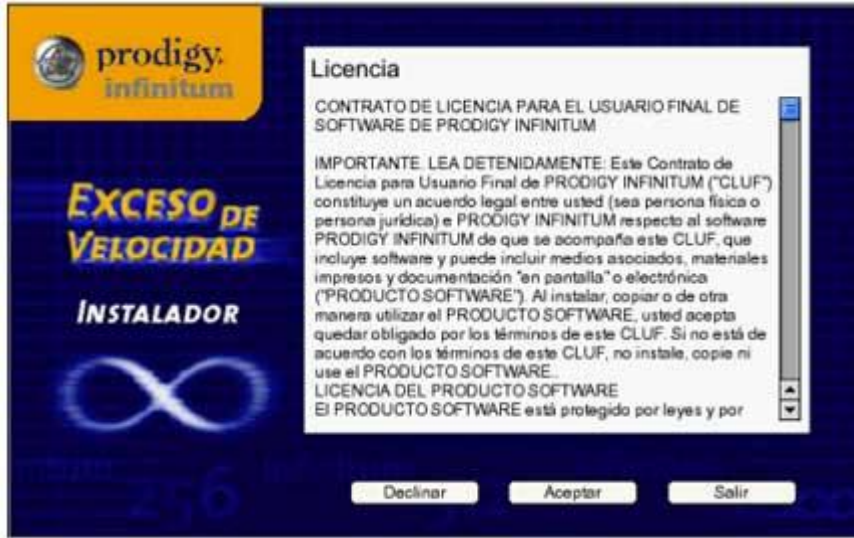 prodigy.
infinitum
EXCESO DE
VELOCIDAD
INSTALADOR
Licencia
CONTRATO DE LICENCIA PARA EL USUARIO FINAL DE
SOFTWARE DE PRODIGY INFINITUM
IMPORTANTE. LEA DETENIDAMENTE: Este Contrato de
Licencia para Usuario Final de PRODIGY INFINITUM ("CLUF")
constituye un acuerdo legal entre usted (sea persona física o
persona jurídica) e PRODIGY INFINITUM respecto al software
PRODIGY INFINITUM de que se acompaña este CLUF, que
incluye software y puede incluir medios asociados, materiales
impresos y documentación "en pantalla" o electrónica
("PRODUCTO SOFTWARE"). Al instalar, copiar o de otra
manera utilizar el PRODUCTO SOFTWARE, usted acepta
quedar obligado por los términos de este CLUF. Si no está de
acuerdo con los términos de este CLUF, no instale, copie ni
use el PRODUCTO SOFTWARE..
LICENCIA DEL PRODUCTO SOFTWARE
El PRODUCTO SOFTWARE está protegido por leyes y por
256
Declinar
Aceptar
Salir